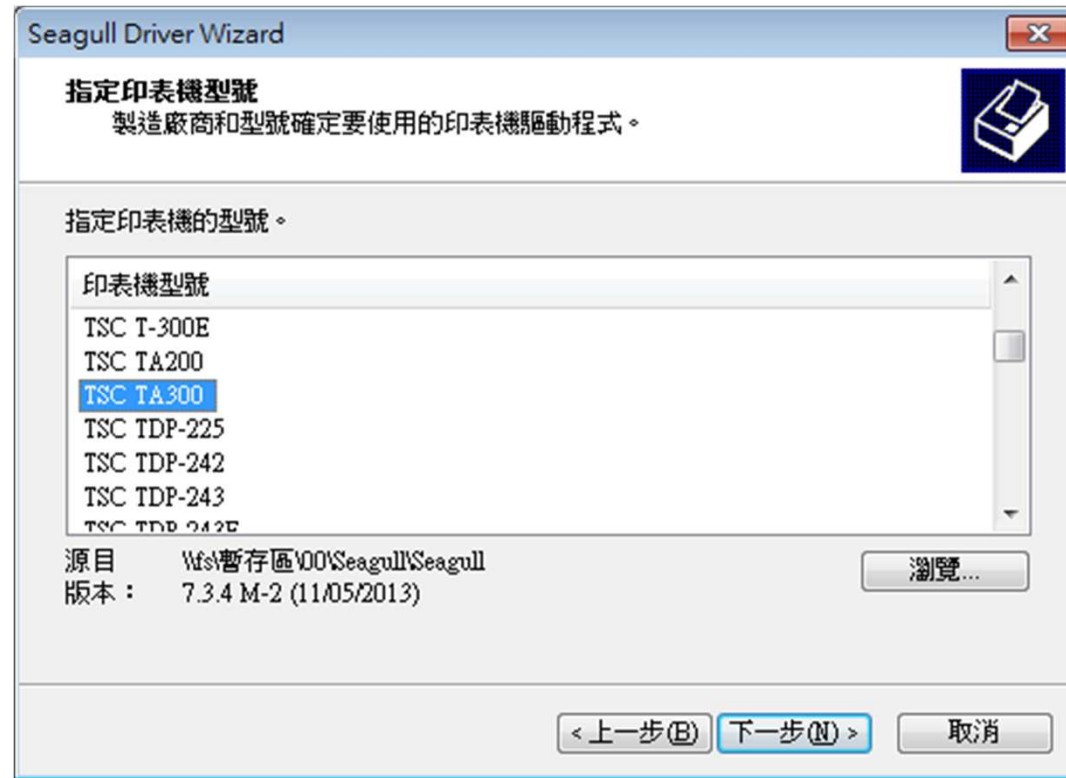 Seagull Driver Wizard
指定印表機型號
製造廠商和型號確定要使用的印表機驅動程式。
指定印表機的型號。
印表機型號
TSC T-300E
TSC TA200
TSC TA300
TSC TDP-225
TSC TDP-242
TSC TDP-243
TSC TDP-243E
源目 \\fs\暫存區\00\Seagull\Seagull
瀏覽...
版本： 7.3.4 M-2 (11/05/2013)
<上一步(B) 下一步(N)> 取消